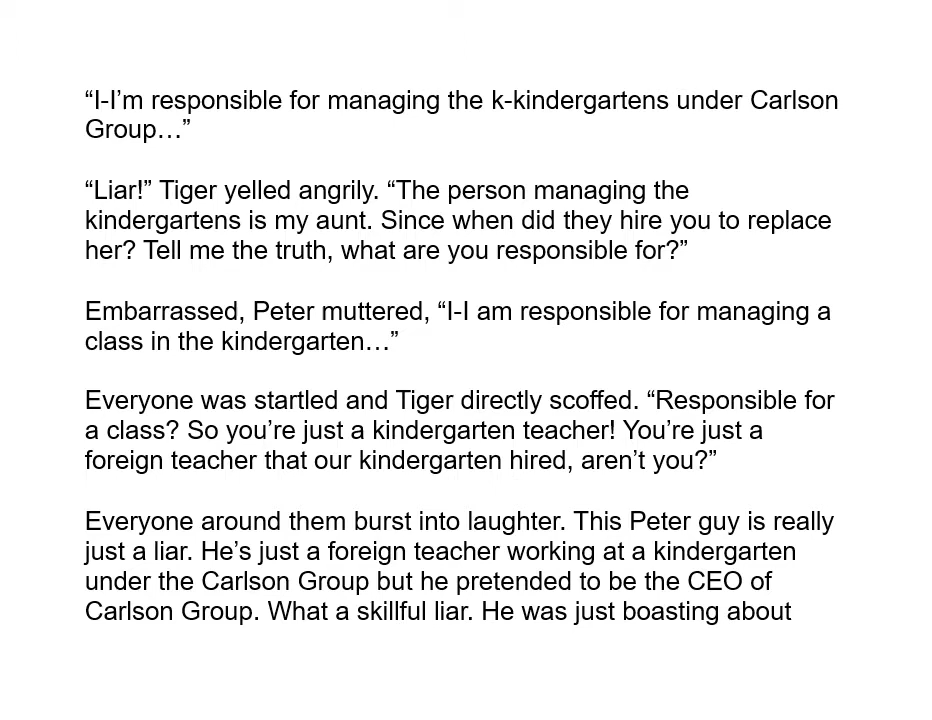 “I-I’m responsible for managing the k-kindergartens under Carlson
Group…”
“Liar!” Tiger yelled angrily. “The person managing the
kindergartens is my aunt. Since when did they hire you to replace
her? Tell me the truth, what are you responsible for?”
Embarrassed, Peter muttered, “I-I am responsible for managing a
class in the kindergarten…”
Everyone was startled and Tiger directly scoffed. “Responsible for
a class? So you’re just a kindergarten teacher! You’re just a
foreign teacher that our kindergarten hired, aren’t you?”
Everyone around them burst into laughter. This Peter guy is really
just a liar. He’s just a foreign teacher working at a kindergarten
under the Carlson Group but he pretended to be the CEO of
Carlson Group. What a skillful liar. He was just boasting about